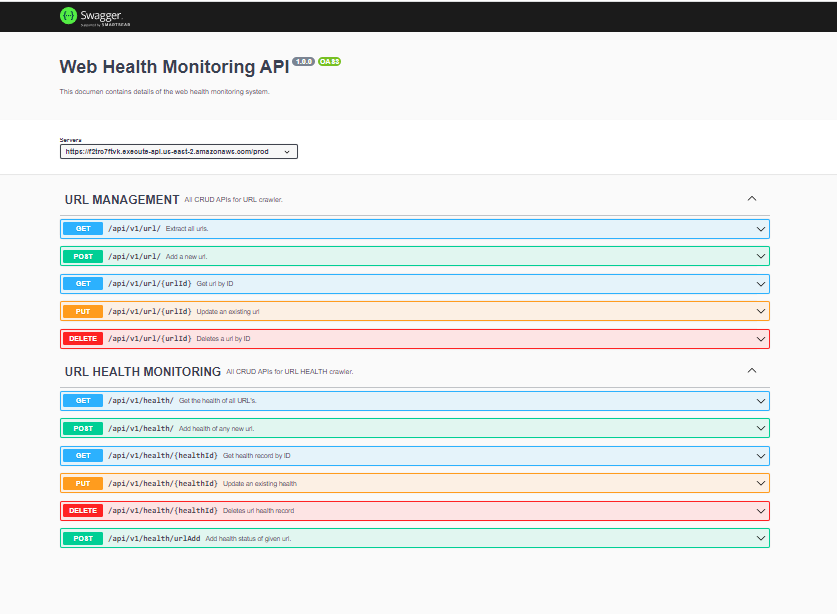 Swagger.
Supported by SMARTBEAR
Web Health Monitoring API 1.0.0 OAS3
This documen contains details of the web health monitoring system.
Servers
https://f2trc7ftvk.execute-api.us-east-2.amazonaws.com/prod
URL MANAGEMENT All CRUD APIs for URL crawler.
GET /api/v1/url/ Extract all urls.
POST /api/v1/url/ Add a new url.
GET /api/v1/url/{urlId} Get url by ID
PUT /api/v1/url/{urlId} Update an existing url
DELETE /api/v1/url/{urlId} Deletes a url by ID
URL HEALTH MONITORING All CRUD APIs for URL HEALTH crawler.
GET /api/v1/health/ Get the health of all URL's.
POST /api/v1/health/ Add health of any new url.
GET /api/v1/health/{healthId} Get health record by ID
PUT /api/v1/health/{healthId} Update an existing health
DELETE /api/v1/health/{healthId} Deletes url health record
POST /api/v1/health/urlAdd Add health status of given url.